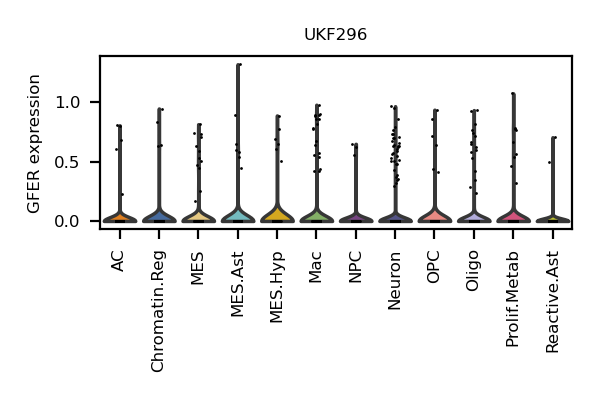 UKF296
GFER expression
1.0
0.5
0.0
AC
Chromatin.Reg
MES
MES.Ast
MES.Hyp
Mac
NPC
Neuron
OPC
Oligo
Prolif.Metab
Reactive.Ast